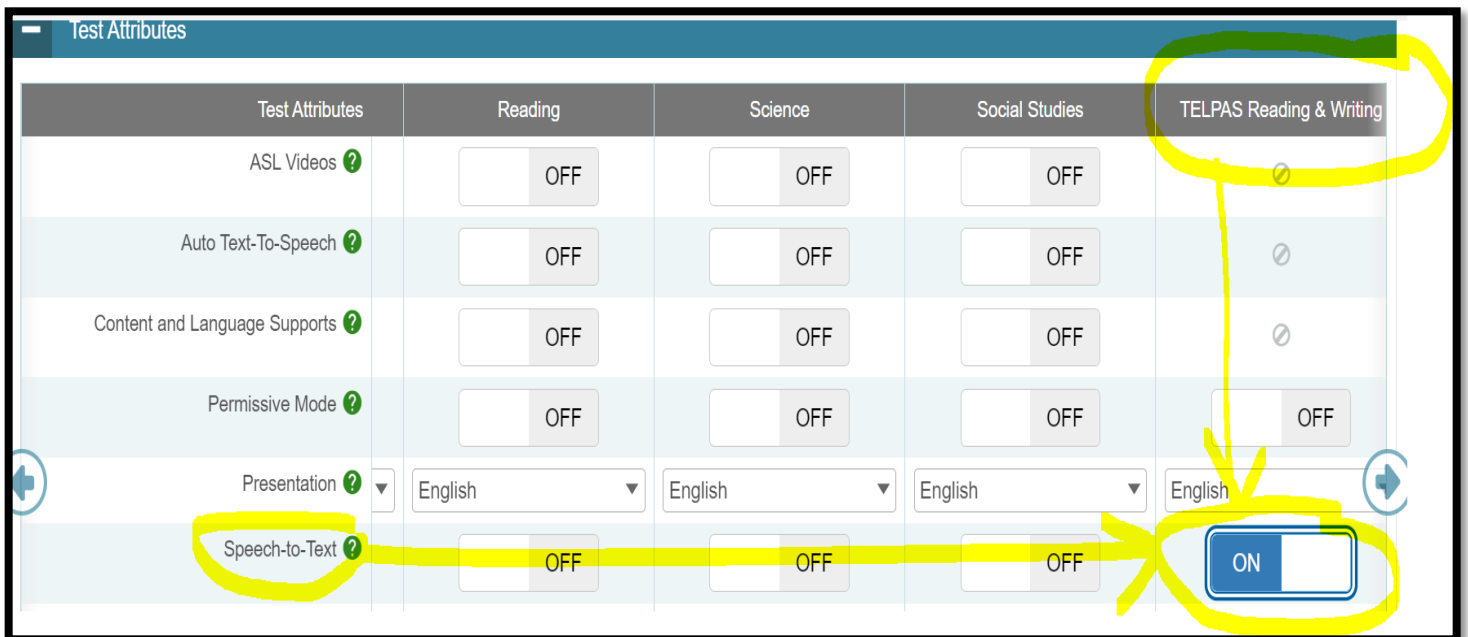 Test Attributes
Test Attributes Reading Science Social Studies TELPAS Reading & Writing
ASL Videos ? OFF OFF OFF
Auto Text-To-Speech ? OFF OFF OFF
Content and Language Supports ? OFF OFF OFF
Permissive Mode ? OFF OFF OFF OFF
Presentation ? English English English English
Speech-to-Text ? OFF OFF OFF ON